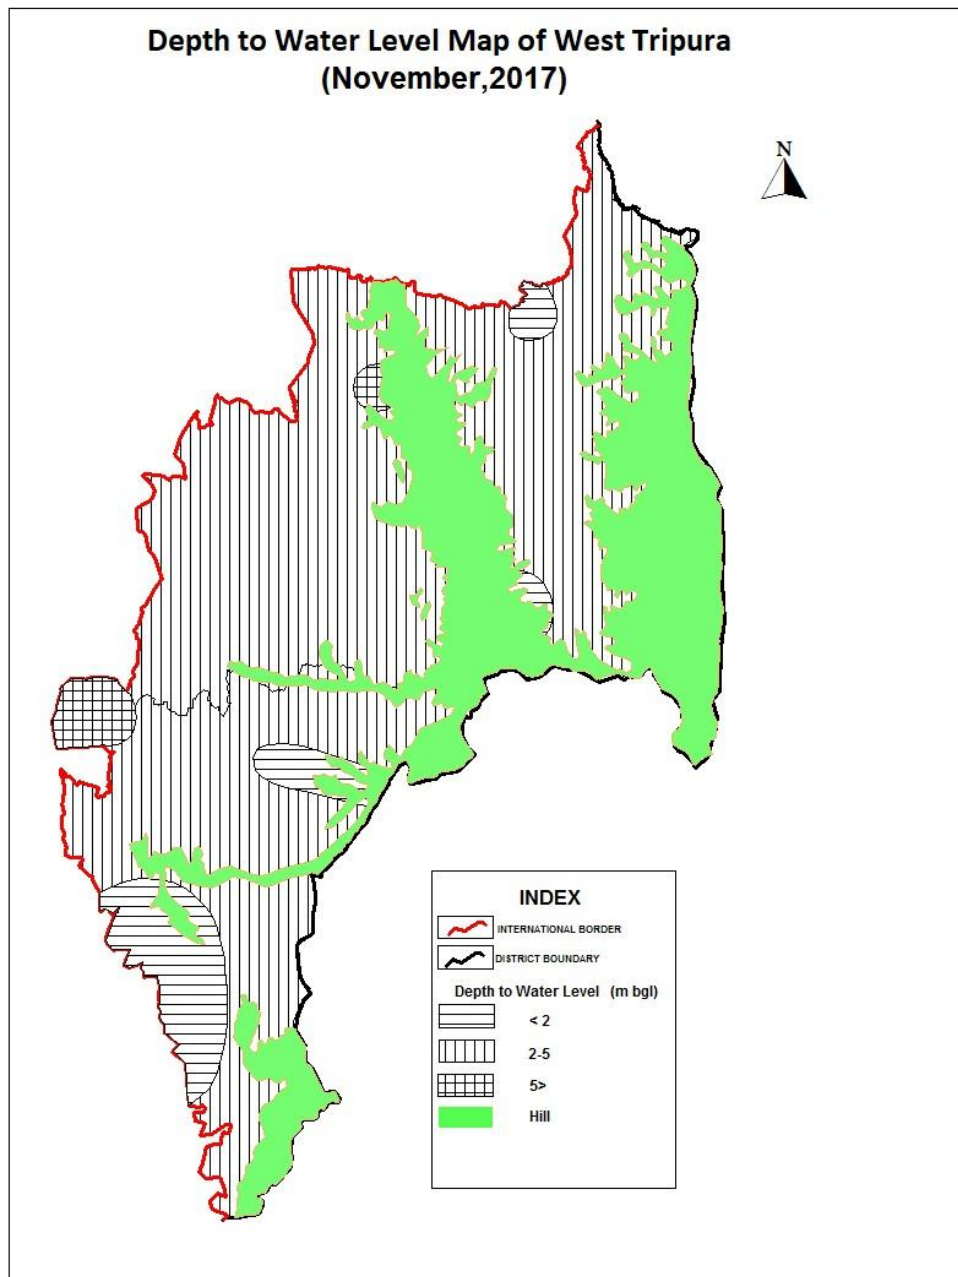 Depth to Water Level Map of West Tripura
(November,2017)
N
INDEX
INTERNATIONAL BORDER
DISTRICT BOUNDARY
Depth to Water Level (m bgl)
< 2
2-5
5>
Hill